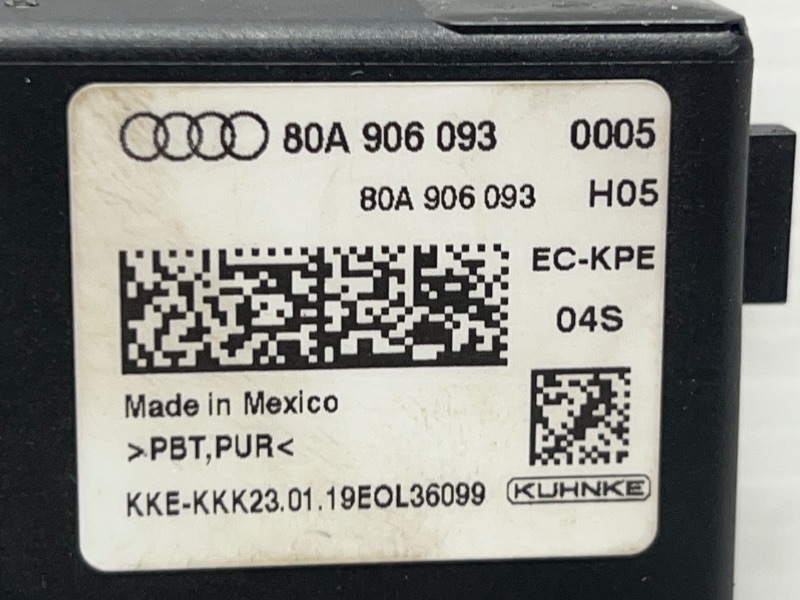 80A 906 093 0005
80A 906 093 H05
EC-KPE
04S
Made in Mexico
>PBT,PUR<
KKE-KKK23.01.19EOL36099 KUHNKE